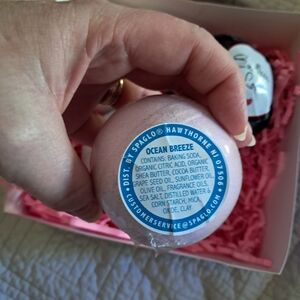 • DIST. BY SPAGLO® HAWTHORNE NJ 07506 •
OCEAN BREEZE
CONTAINS: BAKING SODA,
ORGANIC CITRIC ACID, ORGANIC
SHEA BUTTER, COCOA BUTTER,
GRAPE SEED OIL, SUNFLOWER OIL,
OLIVE OIL, FRAGRANCE OILS,
SEA SALT, DISTILLED WATER &
CORN STARCH, MICA,
OXIDE, CLAY
CUSTOMERSERVICE@SPAGLO.COM